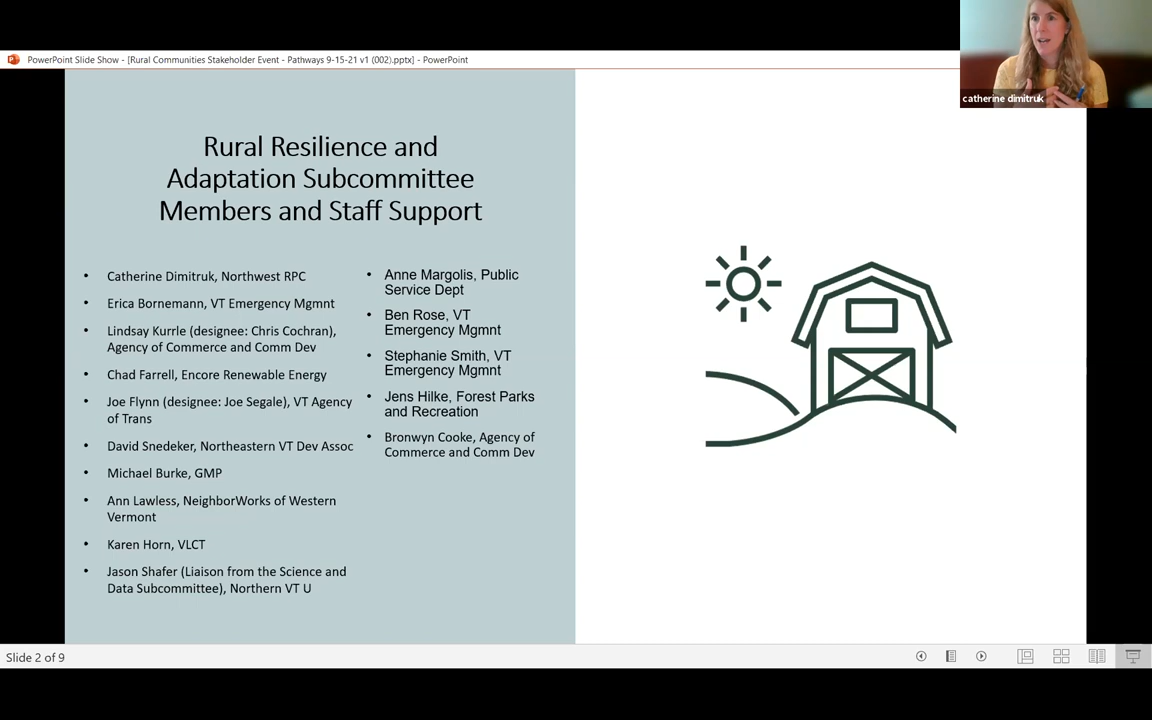 PowerPoint Slide Show - [Rural Communities Stakeholder Event - Pathways 9-15-21 v1 (002).pptx] - PowerPoint
catherine dimitruk
Rural Resilience and
Adaptation Subcommittee
Members and Staff Support
• Catherine Dimitruk, Northwest RPC
• Erica Bornemann, VT Emergency Mgmnt
• Lindsay Kurrle (designee: Chris Cochran),
Agency of Commerce and Comm Dev
• Chad Farrell, Encore Renewable Energy
• Joe Flynn (designee: Joe Segale), VT Agency
of Trans
• David Snedeker, Northeastern VT Dev Assoc
• Michael Burke, GMP
• Ann Lawless, NeighborWorks of Western
Vermont
• Karen Horn, VLCT
• Jason Shafer (Liaison from the Science and
Data Subcommittee), Northern VT U
• Anne Margolis, Public
Service Dept
• Ben Rose, VT
Emergency Mgmnt
• Stephanie Smith, VT
Emergency Mgmnt
• Jens Hilke, Forest Parks
and Recreation
• Bronwyn Cooke, Agency of
Commerce and Comm Dev
Slide 2 of 9